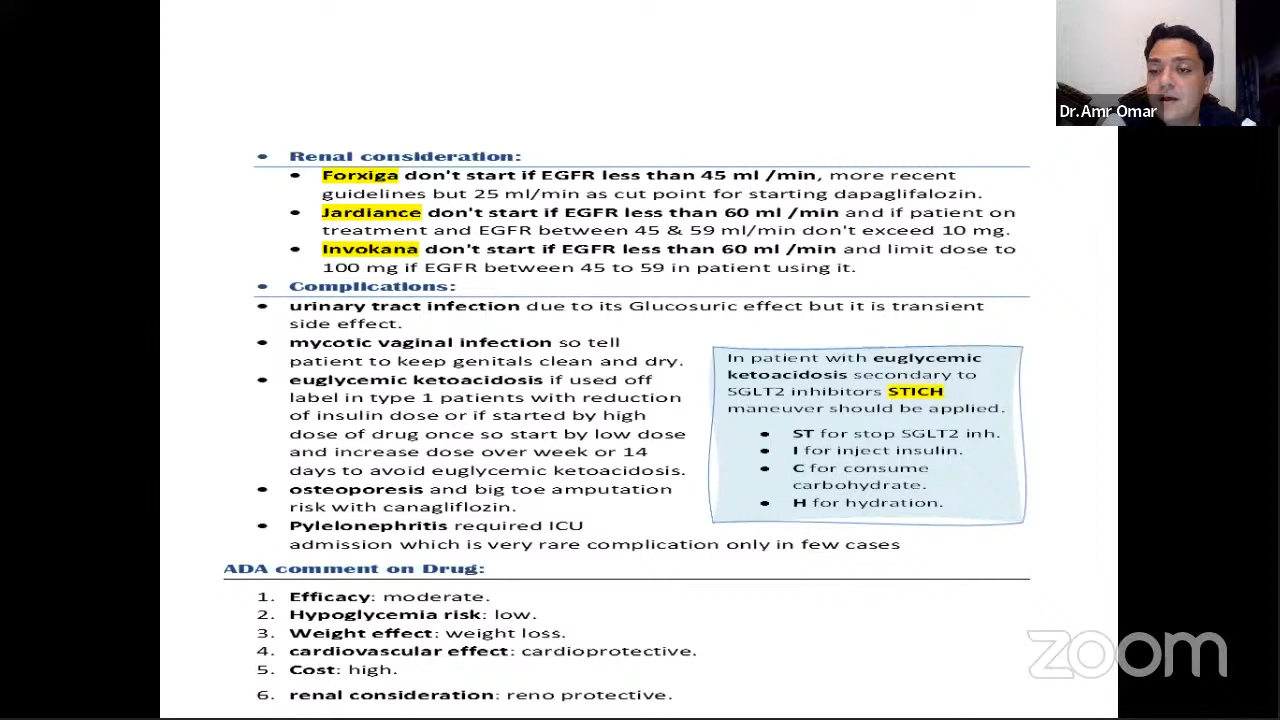 Dr.Amr Omar
• Renal consideration:
• Forxiga don't start if EGFR less than 45 ml /min, more recent
guidelines but 25 ml/min as cut point for starting dapaglifalozin.
• Jardiance don't start if EGFR less than 60 ml /min and if patient on
treatment and EGFR between 45 & 59 ml/min don't exceed 10 mg.
• Invokana don't start if EGFR less than 60 ml /min and limit dose to
100 mg if EGFR between 45 to 59 in patient using it.
• Complications:
• urinary tract infection due to its Glucosuric effect but it is transient
side effect.
• mycotic vaginal infection so tell
patient to keep genitals clean and dry.
• euglycemic ketoacidosis if used off
label in type 1 patients with reduction
of insulin dose or if started by high
dose of drug once so start by low dose
and increase dose over week or 14
days to avoid euglycemic ketoacidosis.
• osteoporesis and big toe amputation
risk with canagliflozin.
• Pylelonephritis required ICU
admission which is very rare complication only in few cases
In patient with euglycemic
ketoacidosis secondary to
SGLT2 inhibitors STICH
maneuver should be applied.
• ST for stop SGLT2 inh.
• I for inject insulin.
• C for consume
carbohydrate.
• H for hydration.
ADA comment on Drug:
1. Efficacy: moderate.
2. Hypoglycemia risk: low.
3. Weight effect: weight loss.
4. cardiovascular effect: cardioprotective.
5. Cost: high.
6. renal consideration: reno protective.
zoom